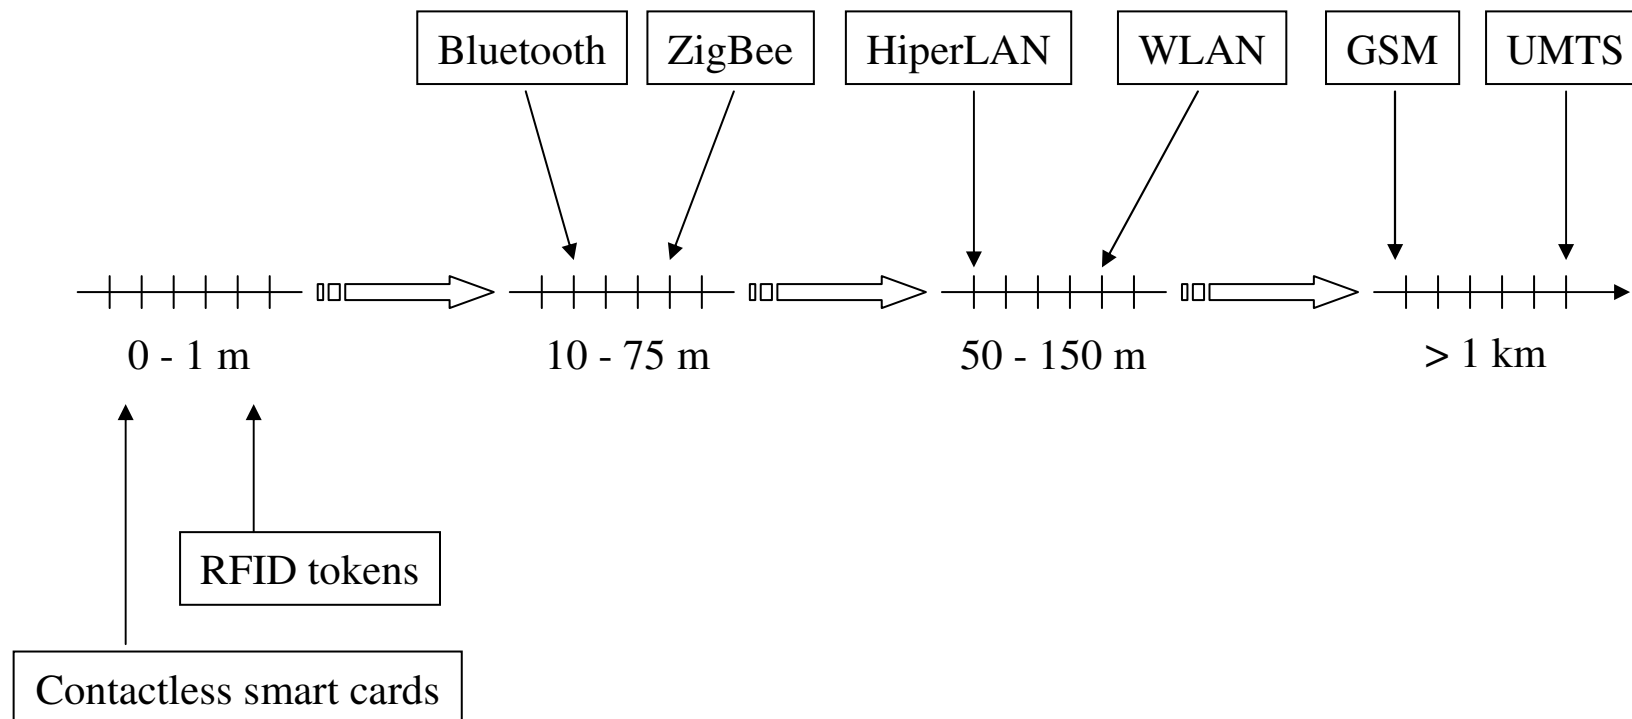 Bluetooth
ZigBee
HiperLAN
WLAN
GSM
UMTS
0 - 1 m
10 - 75 m
50 - 150 m
> 1 km
RFID tokens
Contactless smart cards